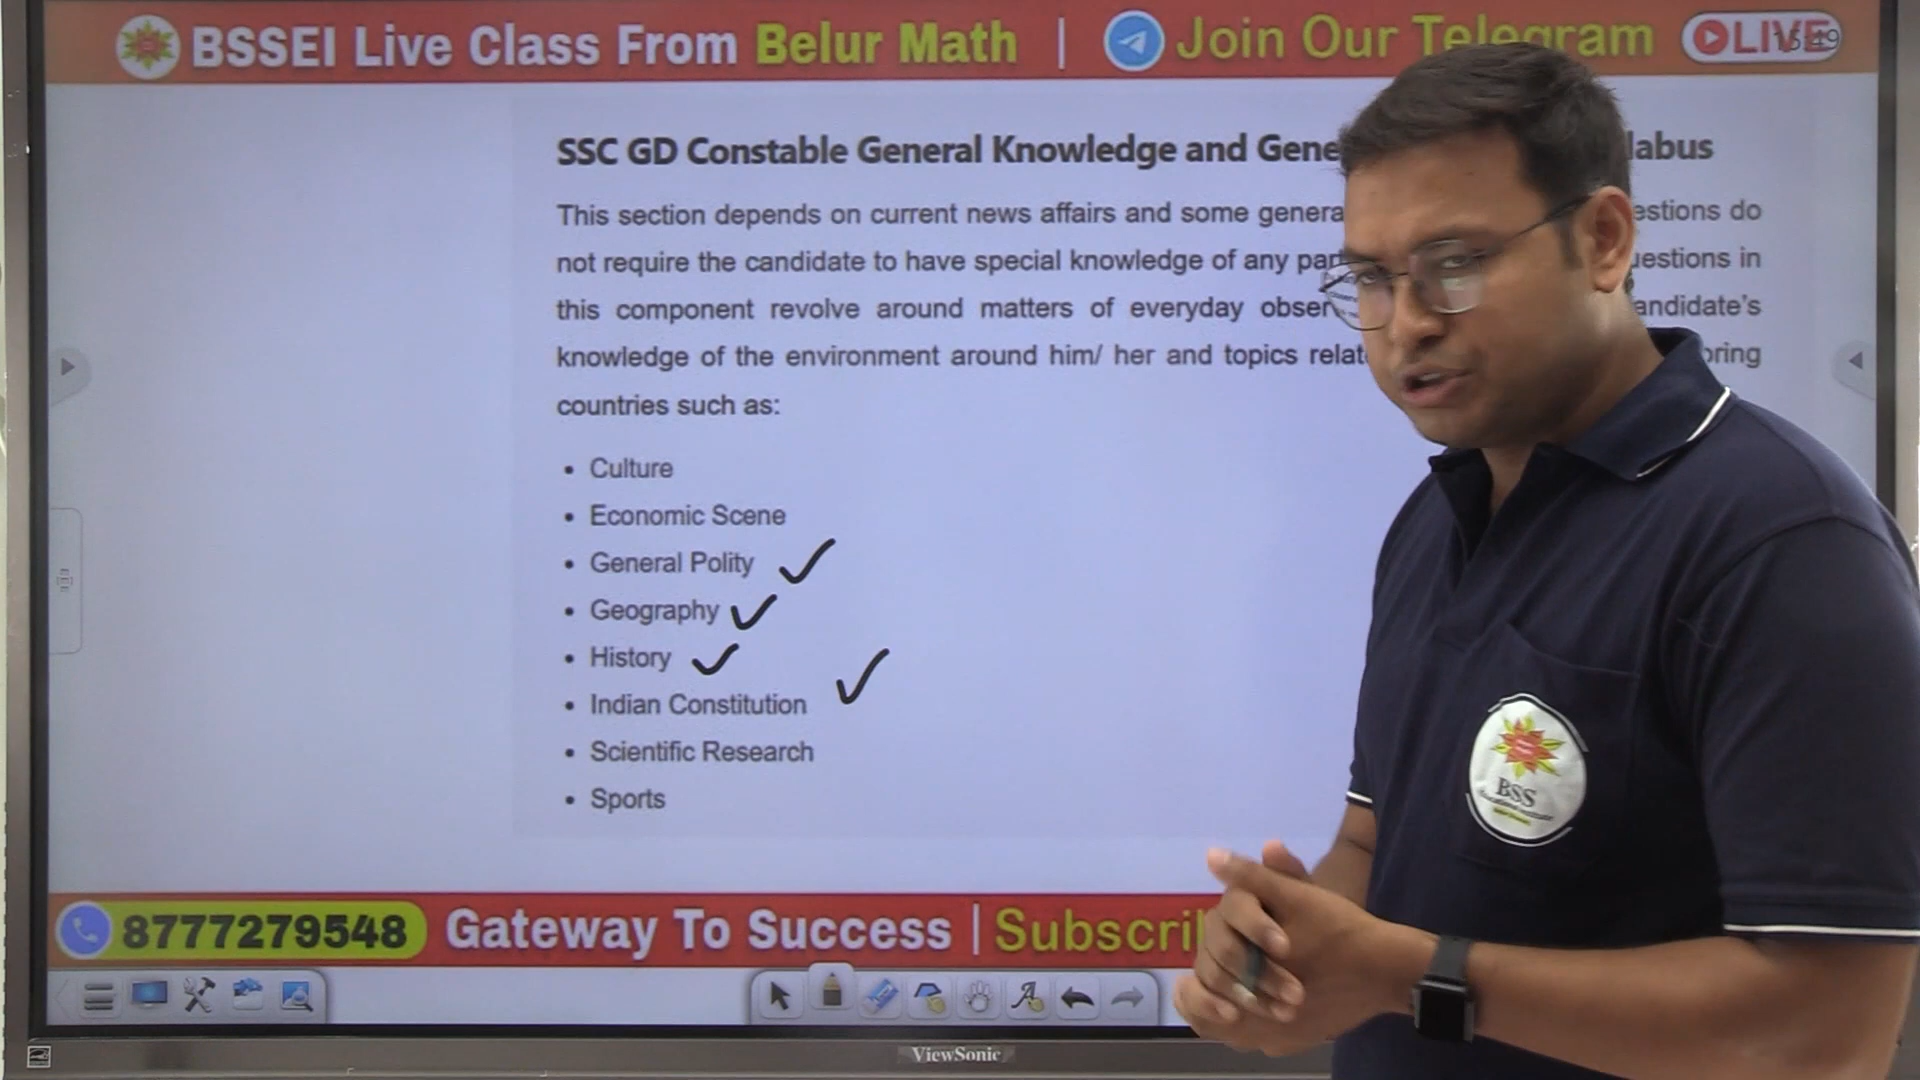 BSSEI Live Class From Belur Math | Join Our Telegram LIVE
15:49
SSC GD Constable General Knowledge and Gene labus
This section depends on current news affairs and some genera estions do
not require the candidate to have special knowledge of any par uestions in
this component revolve around matters of everyday obser andidate's
knowledge of the environment around him/ her and topics relat oring
countries such as:
• Culture
• Economic Scene
• General Polity ✓
• Geography ✓
• History ✓
• Indian Constitution ✓
• Scientific Research
• Sports
BSS
8777279548 Gateway To Success | Subscri
ViewSonic